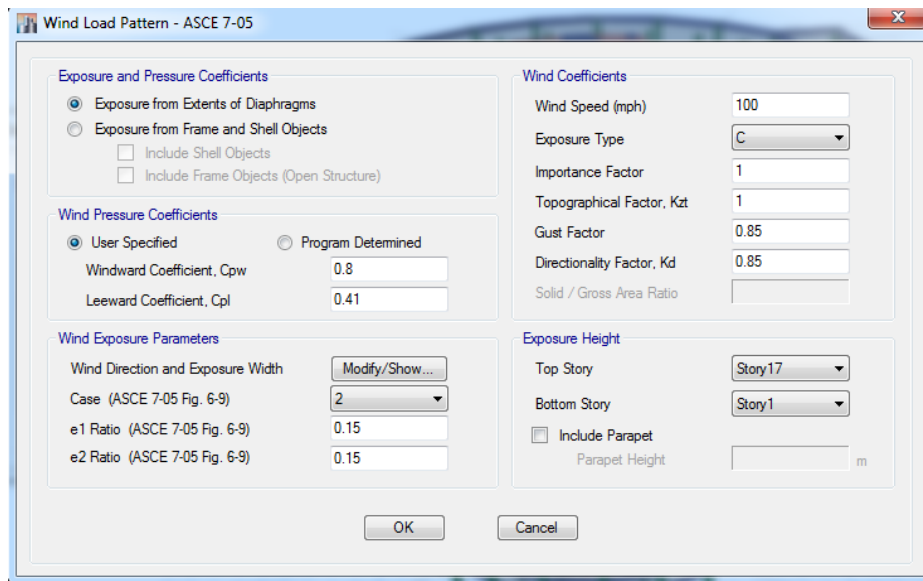 Wind Load Pattern - ASCE 7-05
Exposure and Pressure Coefficients
Exposure from Extents of Diaphragms
Exposure from Frame and Shell Objects
Include Shell Objects
Include Frame Objects (Open Structure)
Wind Pressure Coefficients
User Specified Program Determined
Windward Coefficient, Cpw 0.8
Leeward Coefficient, Cpl 0.41
Wind Exposure Parameters
Wind Direction and Exposure Width Modify/Show...
Case (ASCE 7-05 Fig. 6-9) 2
e1 Ratio (ASCE 7-05 Fig. 6-9) 0.15
e2 Ratio (ASCE 7-05 Fig. 6-9) 0.15
Wind Coefficients
Wind Speed (mph) 100
Exposure Type C
Importance Factor 1
Topographical Factor, Kzt 1
Gust Factor 0.85
Directionality Factor, Kd 0.85
Solid / Gross Area Ratio
Exposure Height
Top Story Story17
Bottom Story Story1
Include Parapet
Parapet Height m
OK Cancel